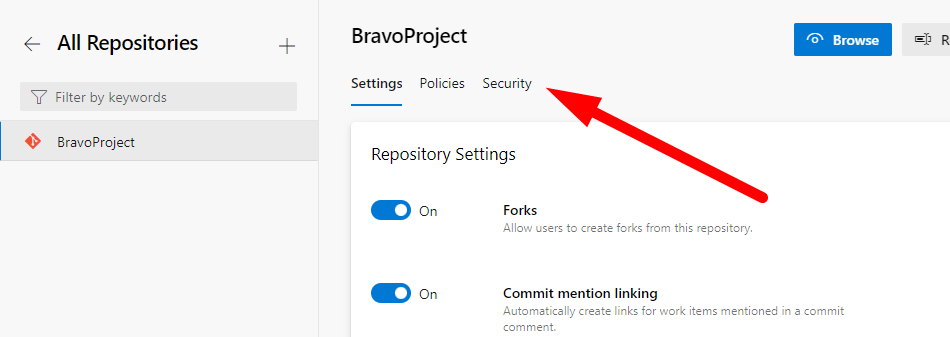 All Repositories
Filter by keywords
BravoProject
BravoProject
Browse
Settings Policies Security
Repository Settings
On
Forks
Allow users to create forks from this repository.
On
Commit mention linking
Automatically create links for work items mentioned in a commit
comment.